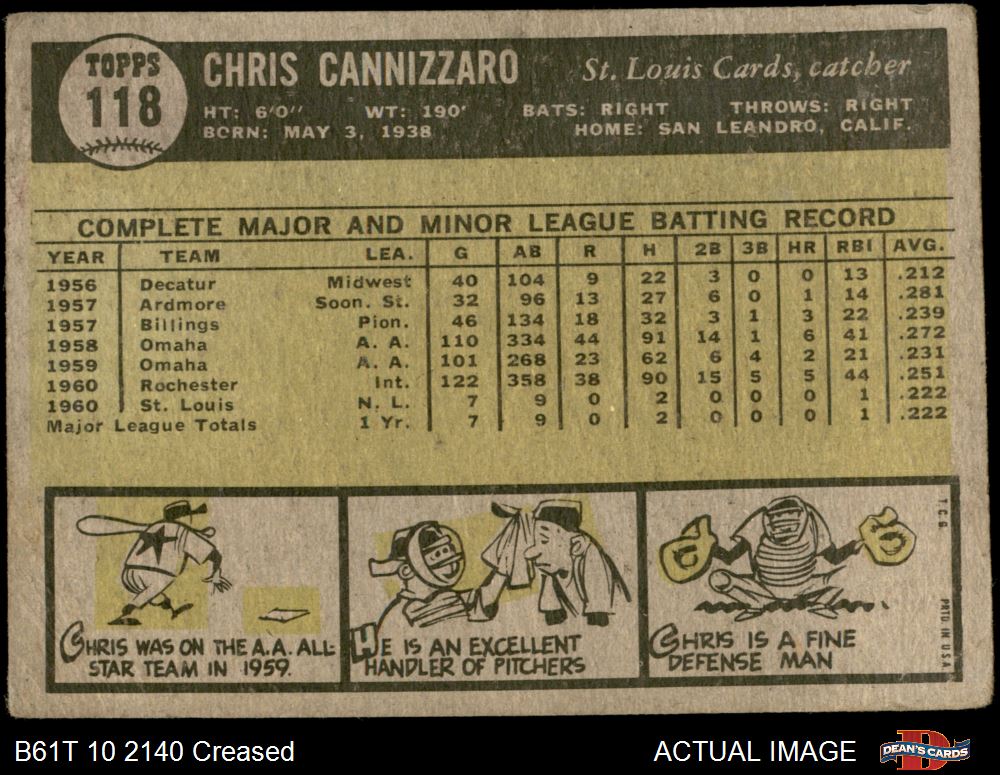 TOPPS
118
CHRIS CANNIZZARO St. Louis Cards, catcher
HT: 6'0" WT: 190' BATS: RIGHT THROWS: RIGHT
BORN: MAY 3, 1938 HOME: SAN LEANDRO, CALIF.
COMPLETE MAJOR AND MINOR LEAGUE BATTING RECORD
YEAR TEAM LEA. G AB R H 2B 3B HR RBI AVG.
1956 Decatur Midwest 40 104 9 22 3 0 0 13 .212
1957 Ardmore Soon. St. 32 96 13 27 6 0 1 14 .281
1957 Billings Pion. 46 134 18 32 3 1 3 22 .239
1958 Omaha A. A. 110 334 44 91 14 1 6 41 .272
1959 Omaha A. A. 101 268 23 62 6 4 2 21 .231
1960 Rochester Int. 122 358 38 90 15 5 5 44 .251
1960 St. Louis N. L. 7 9 0 2 0 0 0 1 .222
Major League Totals 1 Yr. 7 9 0 2 0 0 0 1 .222
CHRIS WAS ON THE A.A. ALL-
STAR TEAM IN 1959.
HE IS AN EXCELLENT
HANDLER OF PITCHERS
CHRIS IS A FINE
DEFENSE MAN
T.C.G.
PRTD. IN U.S.A.
B61T 10 2140 Creased ACTUAL IMAGE
DEAN'S CARDS